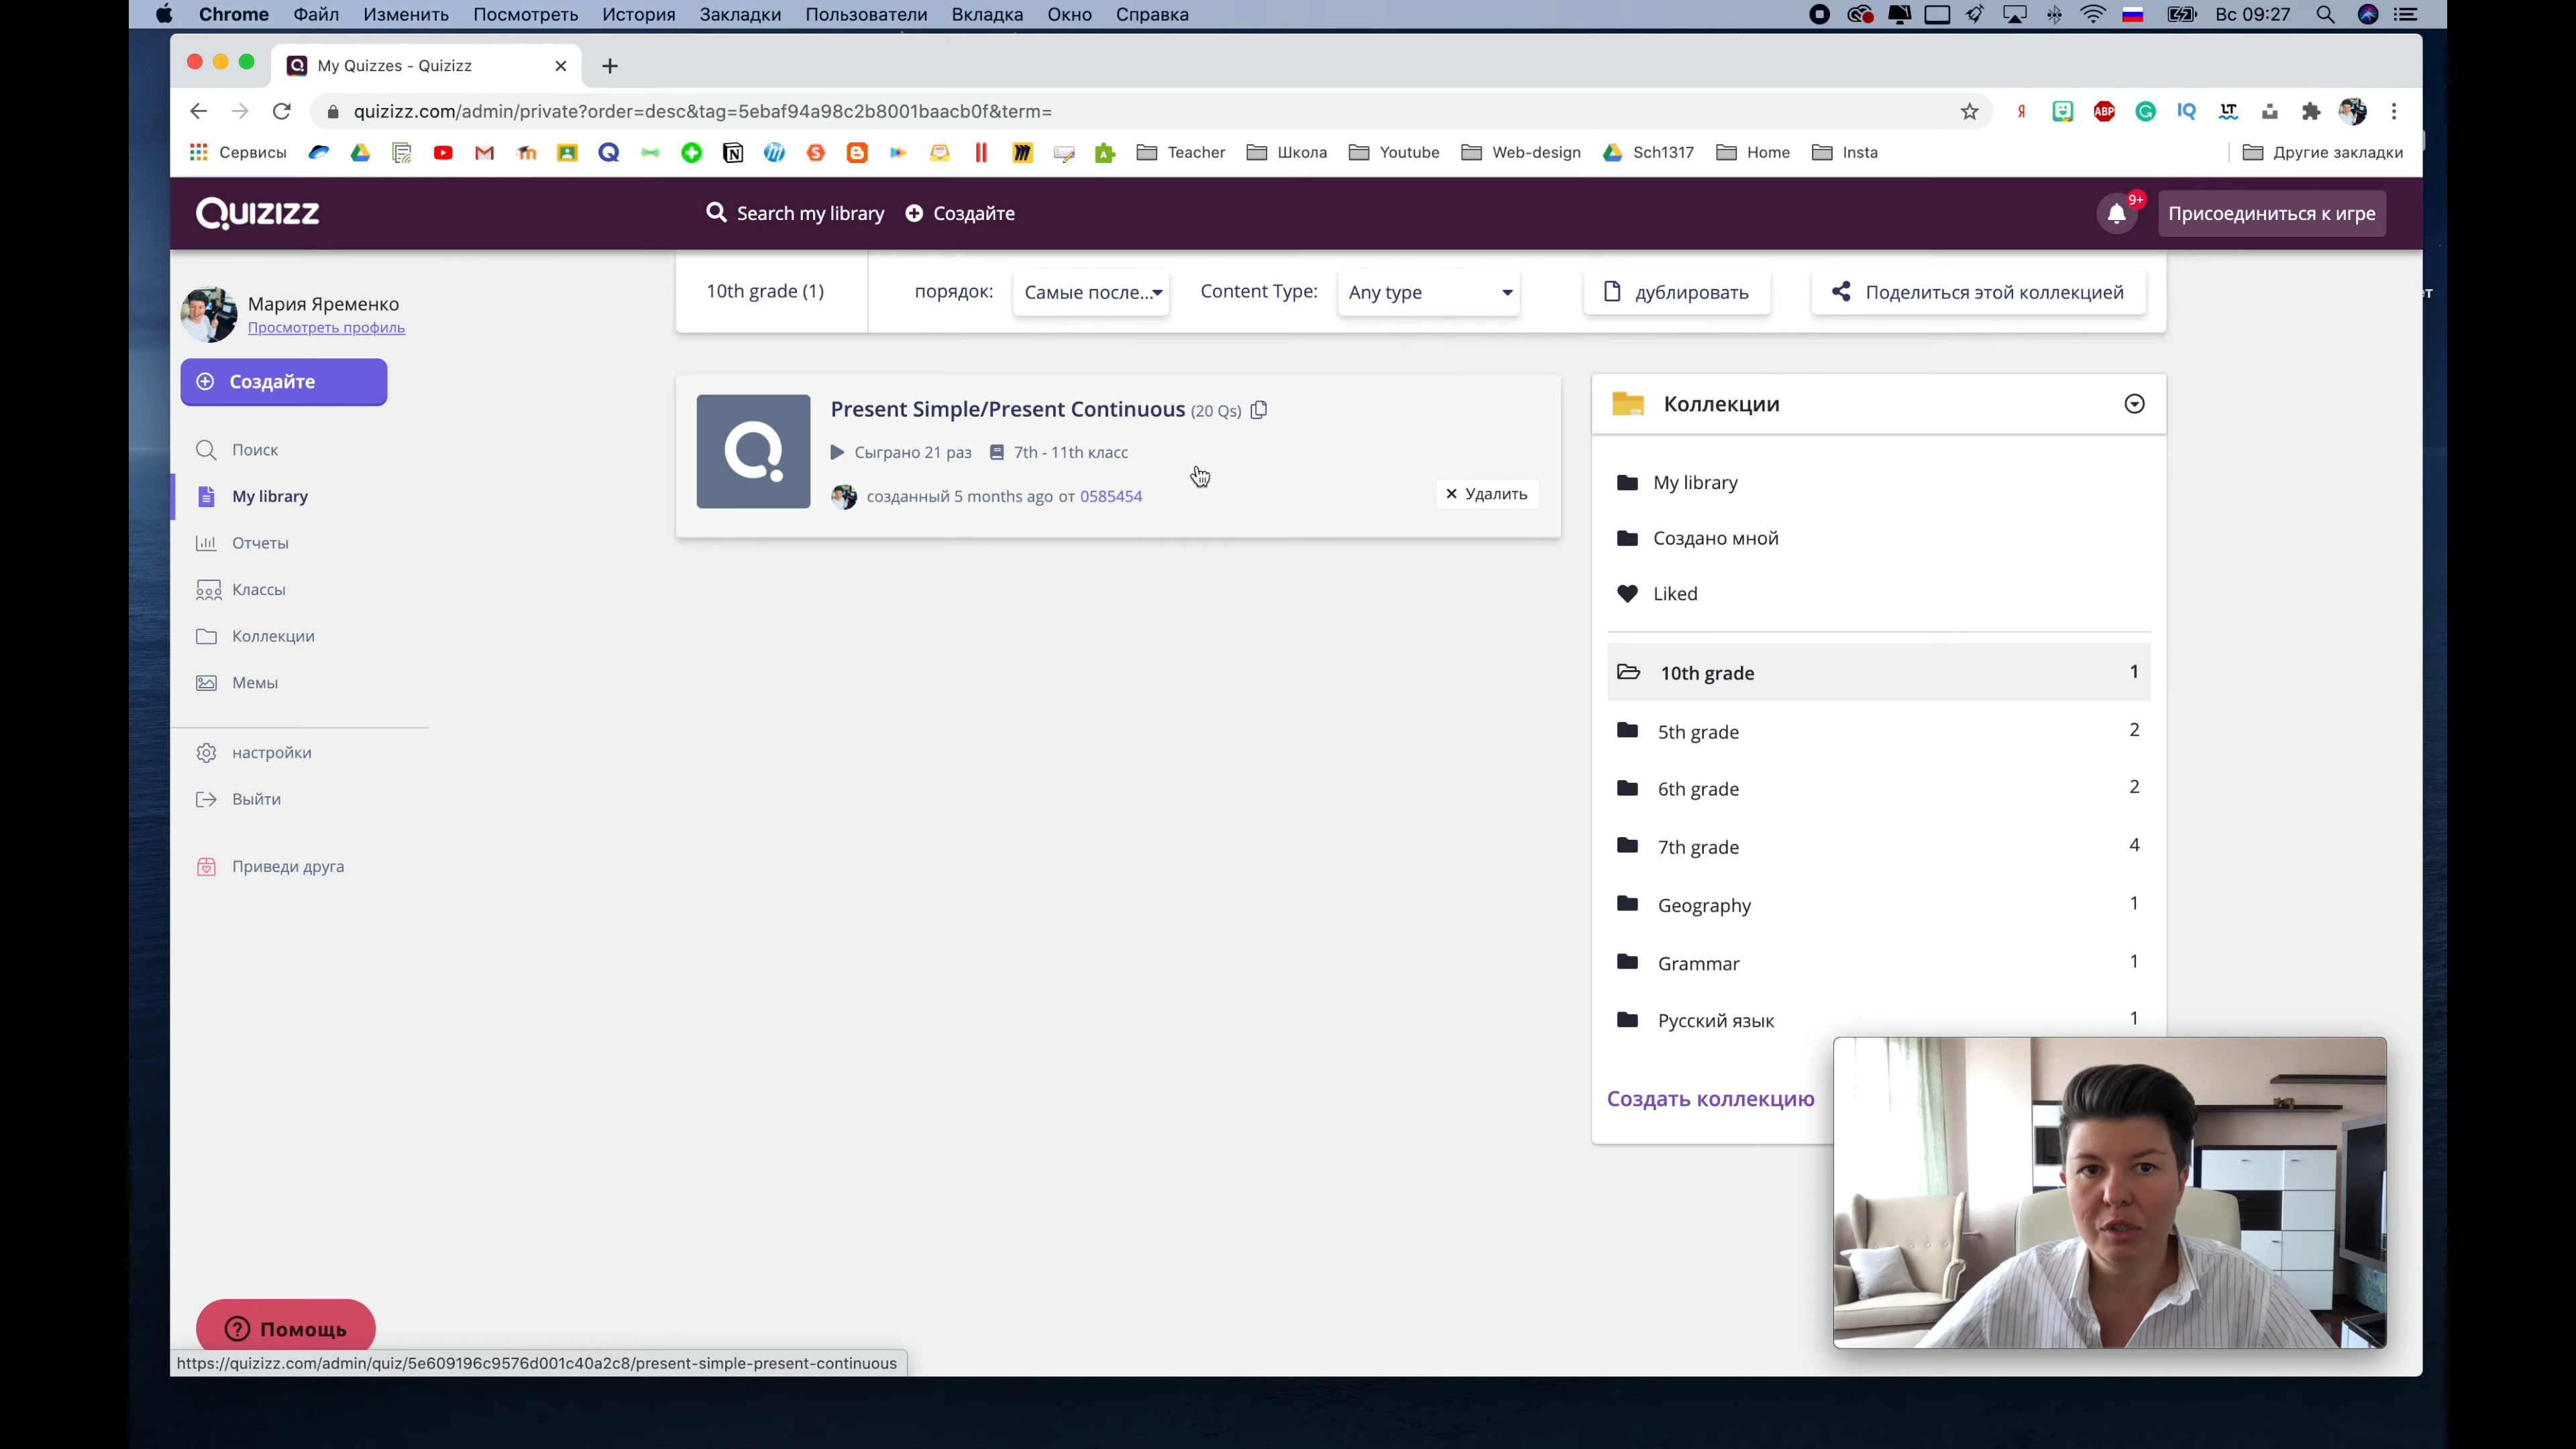 Chrome Файл Изменить Посмотреть История Закладки Пользователи Вкладка Окно Справка Вс 09:27
My Quizzes - Quizizz
quizizz.com/admin/private?order=desc&tag=5ebaf94a98c2b8001baacb0f&term=
Сервисы Teacher Школа Youtube Web-design Sch1317 Home Insta Другие закладки
QUIZIZZ Search my library Создайте 9+ Присоединиться к игре
10th grade (1) порядок: Самые после... Content Type: Any type дублировать Поделиться этой коллекцией
Мария Яременко
Просмотреть профиль
Создайте
Поиск
My library
Отчеты
Классы
Коллекции
Мемы
настройки
Выйти
Приведи друга
Помощь
Present Simple/Present Continuous (20 Qs)
Сыграно 21 раз 7th - 11th класс
созданный 5 months ago от 0585454
Удалить
Коллекции
My library
Создано мной
Liked
10th grade 1
5th grade 2
6th grade 2
7th grade 4
Geography 1
Grammar 1
Русский язык 1
Создать коллекцию
https://quizizz.com/admin/quiz/5e609196c9576d001c40a2c8/present-simple-present-continuous